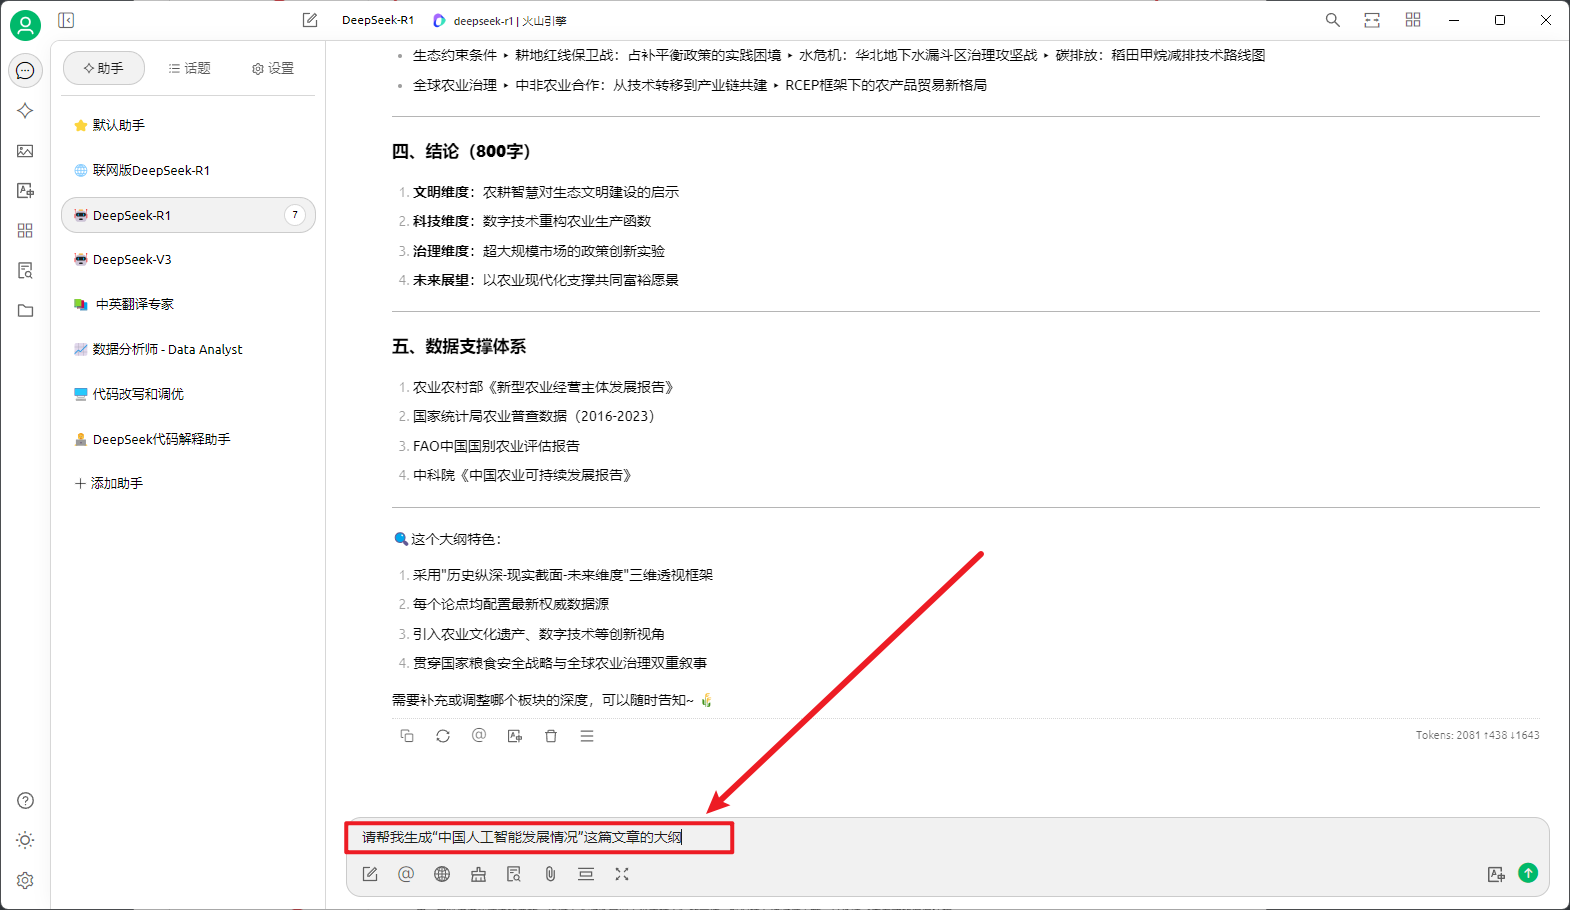 DeepSeek-R1 deepseek-r1 | 火山引擎
助手 话题 设置
默认助手
联网版DeepSeek-R1
DeepSeek-R1 7
DeepSeek-V3
中英翻译专家
数据分析师 - Data Analyst
代码改写和调优
DeepSeek代码解释助手
添加助手
• 生态约束条件 ▸ 耕地红线保卫战：占补平衡政策的实践困境 ▸ 水危机：华北地下水漏斗区治理攻坚战 ▸ 碳排放：稻田甲烷减排技术路线图
• 全球农业治理 ▸ 中非农业合作：从技术转移到产业链共建 ▸ RCEP框架下的农产品贸易新格局
四、结论（800字）
1. 文明维度：农耕智慧对生态文明建设的启示
2. 科技维度：数字技术重构农业生产函数
3. 治理维度：超大规模市场的政策创新实验
4. 未来展望：以农业现代化支撑共同富裕愿景
五、数据支撑体系
1. 农业农村部《新型农业经营主体发展报告》
2. 国家统计局农业普查数据（2016-2023）
3. FAO中国国别农业评估报告
4. 中科院《中国农业可持续发展报告》
这个大纲特色：
1. 采用"历史纵深-现实截面-未来维度"三维透视框架
2. 每个论点均配置最新权威数据源
3. 引入农业文化遗产、数字技术等创新视角
4. 贯穿国家粮食安全战略与全球农业治理双重叙事
需要补充或调整哪个板块的深度，可以随时告知~
Tokens: 2081 ↑438 ↓1643
请帮我生成“中国人工智能发展情况”这篇文章的大纲